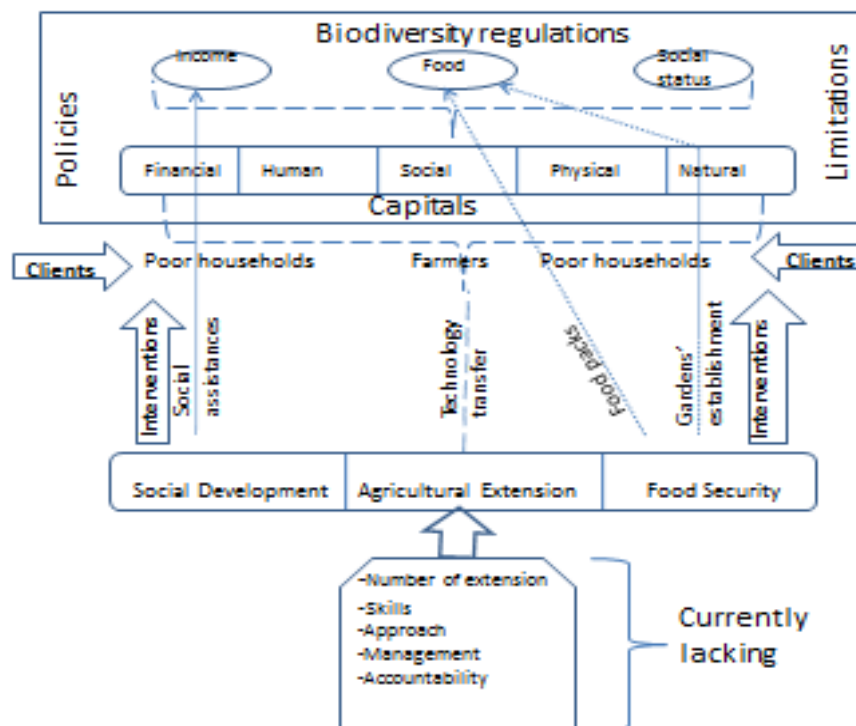 Biodiversity regulations
Income
Food
Social
status
Policies
Limitations
Financial
Human
Social
Physical
Natural
Capitals
Clients
Poor households
Farmers
Poor households
Clients
Interventions
Social
assistances
Technology
transfer
Food packs
Gardens'
establishment
Interventions
Social Development
Agricultural Extension
Food Security
-Number of extension
-Skills
-Approach
-Management
-Accountability
Currently
lacking